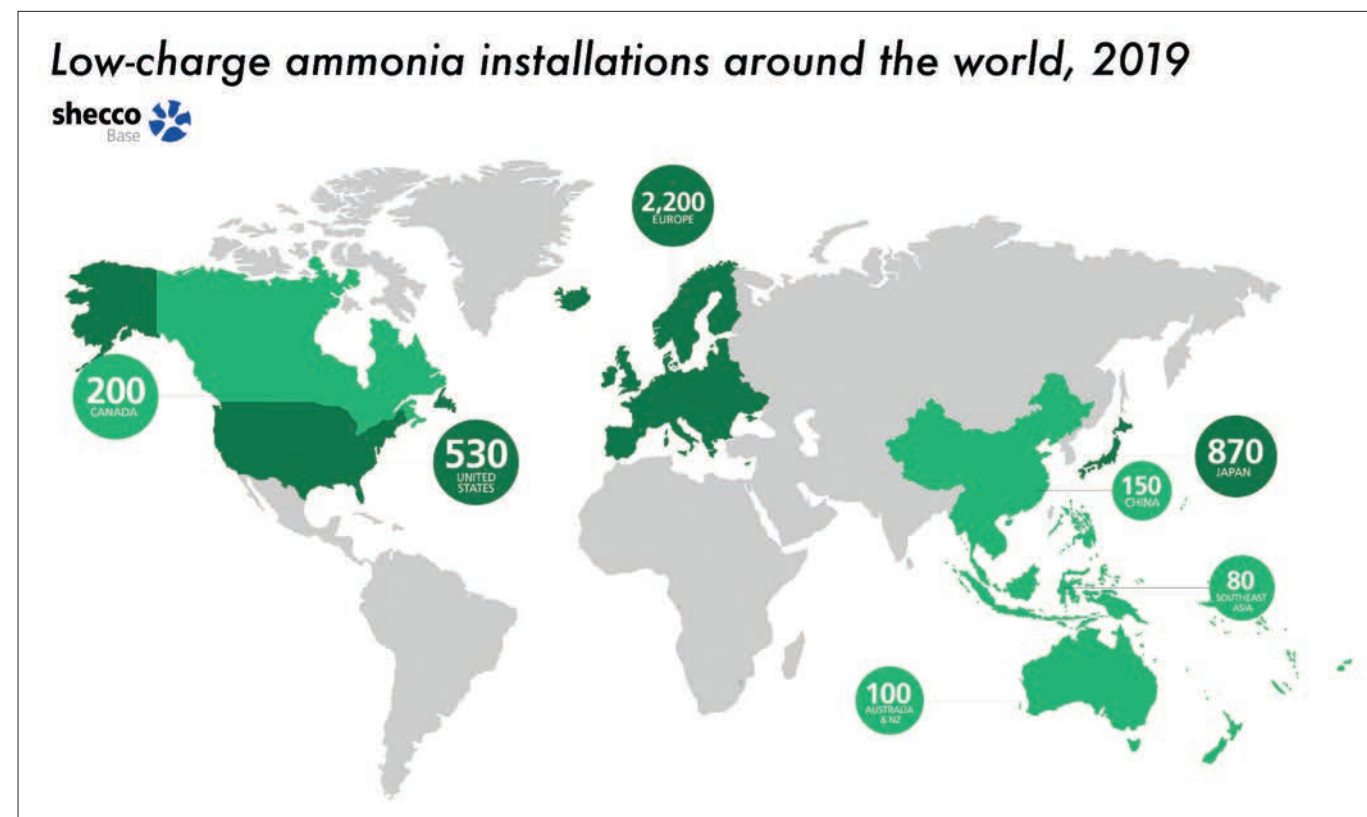 Low-charge ammonia installations around the world, 2019
shecco
Base
2,200
EUROPE
200
CANADA
530
UNITED
STATES
870
JAPAN
150
CHINA
80
SOUTHEAST
ASIA
100
AUSTRALIA
& NZ